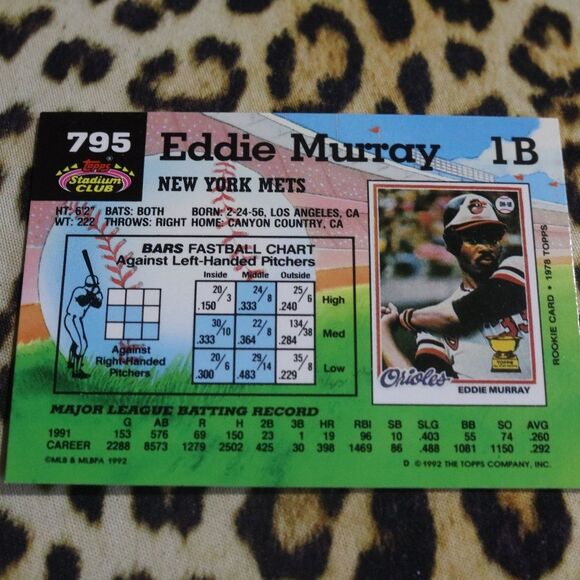 795
Topps
Stadium
CLUB
Eddie Murray 1B
NEW YORK METS
HT: 6'2" BATS: BOTH BORN: 2-24-56, LOS ANGELES, CA
WT: 222 THROWS: RIGHT HOME: CANYON COUNTRY, CA
BARS FASTBALL CHART
Against Left-Handed Pitchers
Inside Middle Outside
20/3 24/8 25/6 High
.150 .333 .240
30/10 22/8 134/38 Med
.333 .364 .284
20/6 29/14 35/8 Low
.300 .483 .229
Against
Right-Handed
Pitchers
Orioles
EDDIE MURRAY
ROOKIE CARD • 1978 TOPPS
MAJOR LEAGUE BATTING RECORD
G AB R H 2B 3B HR RBI SB SLG BB SO AVG
1991 153 576 69 150 23 1 19 96 10 .403 55 74 .260
CAREER 2288 8573 1279 2502 425 30 398 1469 86 .488 1081 1150 .292
©MLB & MLBPA 1992
D ©1992 THE TOPPS COMPANY, INC.